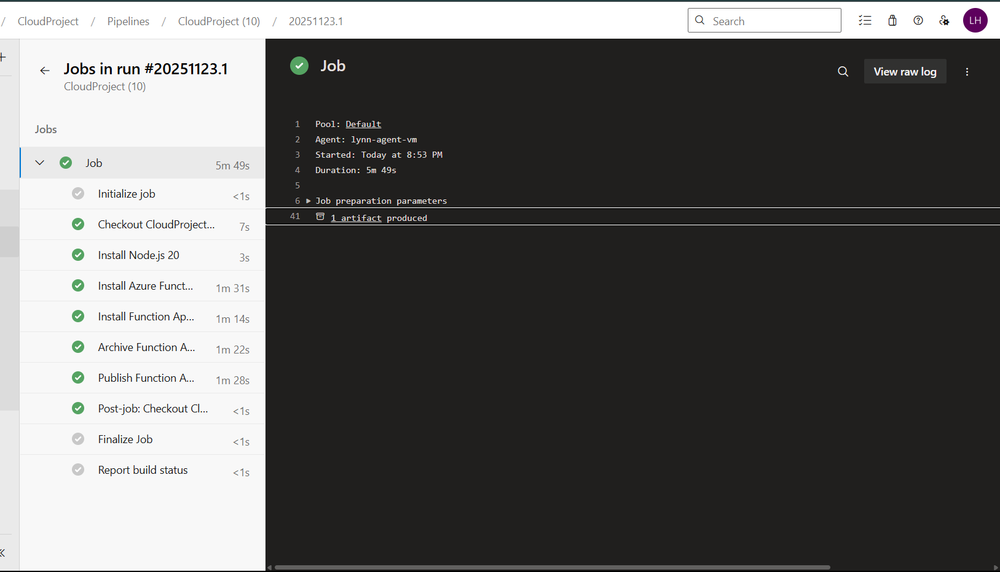 / CloudProject / Pipelines / CloudProject (10) / 20251123.1
Search
LH
Jobs in run #20251123.1
CloudProject (10)
Jobs
Job 5m 49s
Initialize job <1s
Checkout CloudProject... 7s
Install Node.js 20 3s
Install Azure Funct... 1m 31s
Install Function Ap... 1m 14s
Archive Function A... 1m 22s
Publish Function A... 1m 28s
Post-job: Checkout Cl... <1s
Finalize Job <1s
Report build status <1s
Job
View raw log
1 Pool: Default
2 Agent: lynn-agent-vm
3 Started: Today at 8:53 PM
4 Duration: 5m 49s
5
6 Job preparation parameters
41 1 artifact produced